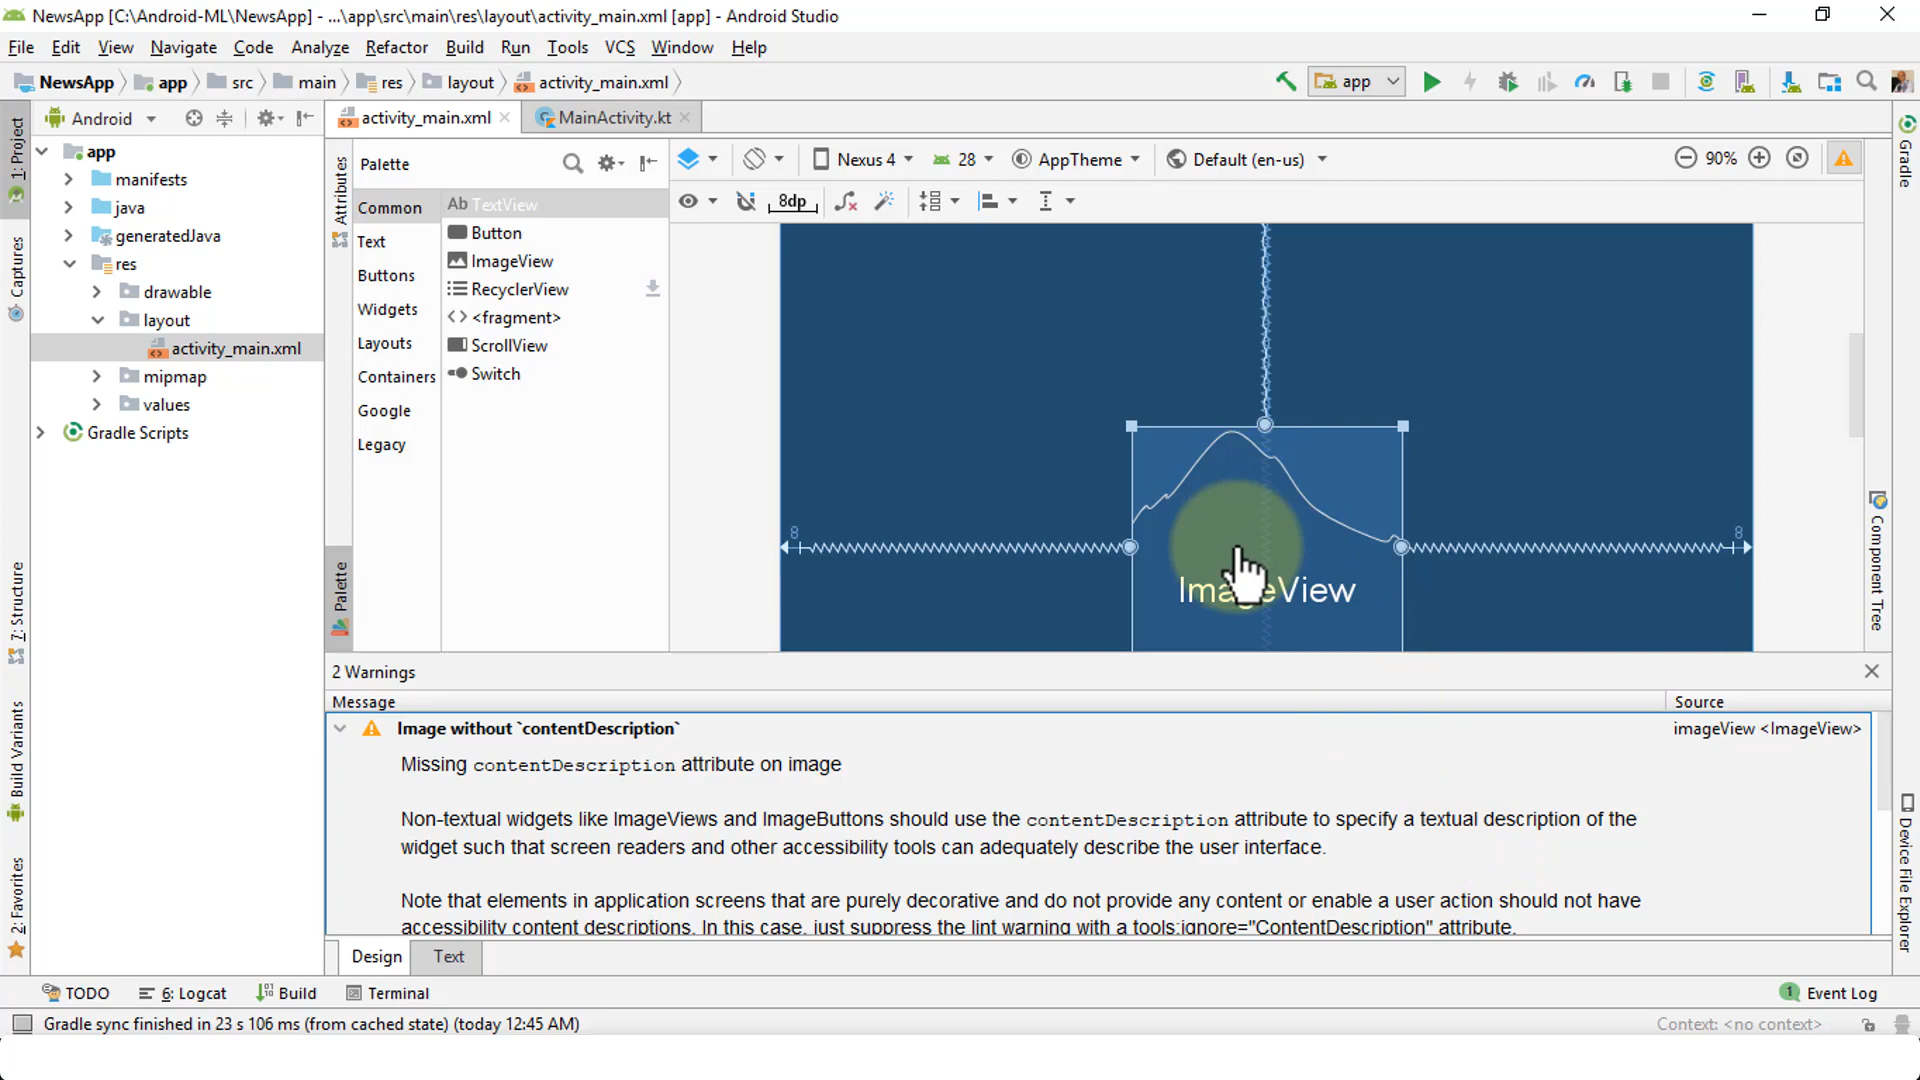 NewsApp [C:\Android-ML\NewsApp] - ...\app\src\main\res\layout\activity_main.xml [app] - Android Studio
File Edit View Navigate Code Analyze Refactor Build Run Tools VCS Window Help
NewsApp app src main res layout activity_main.xml app
1: Project
Captures
7: Structure
Build Variants
2: Favorites
Android
app
manifests
java
generatedJava
res
drawable
layout
activity_main.xml
mipmap
values
Gradle Scripts
activity_main.xml MainActivity.kt
Attributes
Palette
Palette
Common
Text
Buttons
Widgets
Layouts
Containers
Google
Legacy
Ab TextView
Button
ImageView
RecyclerView
<fragment>
ScrollView
Switch
Nexus 4 28 AppTheme Default (en-us) 90%
8dp
8 8
ImageView
Gradle
Component Tree
Device File Explorer
2 Warnings
Message Source
Image without `contentDescription` imageView <ImageView>
Missing contentDescription attribute on image
Non-textual widgets like ImageViews and ImageButtons should use the contentDescription attribute to specify a textual description of the
widget such that screen readers and other accessibility tools can adequately describe the user interface.
Note that elements in application screens that are purely decorative and do not provide any content or enable a user action should not have
accessibility content descriptions. In this case, just suppress the lint warning with a tools:ignore="ContentDescription" attribute.
Design Text
TODO 6: Logcat Build Terminal 1 Event Log
Gradle sync finished in 23 s 106 ms (from cached state) (today 12:45 AM) Context: <no context>